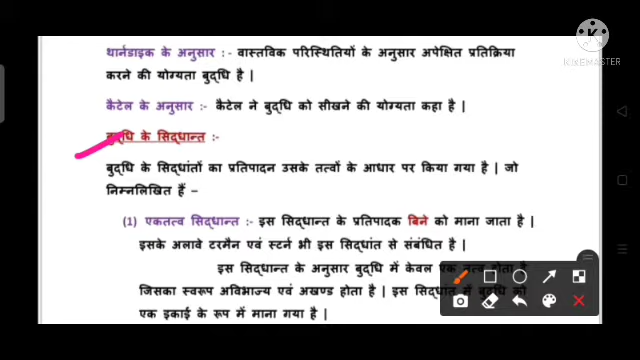 थार्नडाइक के अनुसार :- वास्तविक परिस्थितियों के अनुसार अपेक्षित प्रतिक्रिया
करने की योग्यता बुद्धि है |
कैटेल के अनुसार :- कैटेल ने बुद्धि को सीखने की योग्यता कहा है |
बुद्धि के सिद्धान्त :-
बुद्धि के सिद्धांतों का प्रतिपादन उसके तत्वों के आधार पर किया गया है | जो
निम्नलिखित हैं –
(1) एकतत्व सिद्धान्त :- इस सिद्धान्त के प्रतिपादक बिने को माना जाता है |
इसके अलावे टरमैन एवं स्टर्न भी इस सिद्धांत से संबंधित है |
इस सिद्धान्त के अनुसार बुद्धि में केवल एक तत्व होता है
जिसका स्वरूप अविभाज्य एवं अखण्ड होता है | इस सिद्धांत में बुद्धि को
एक इकाई के रूप में माना गया है |
KINEMASTER